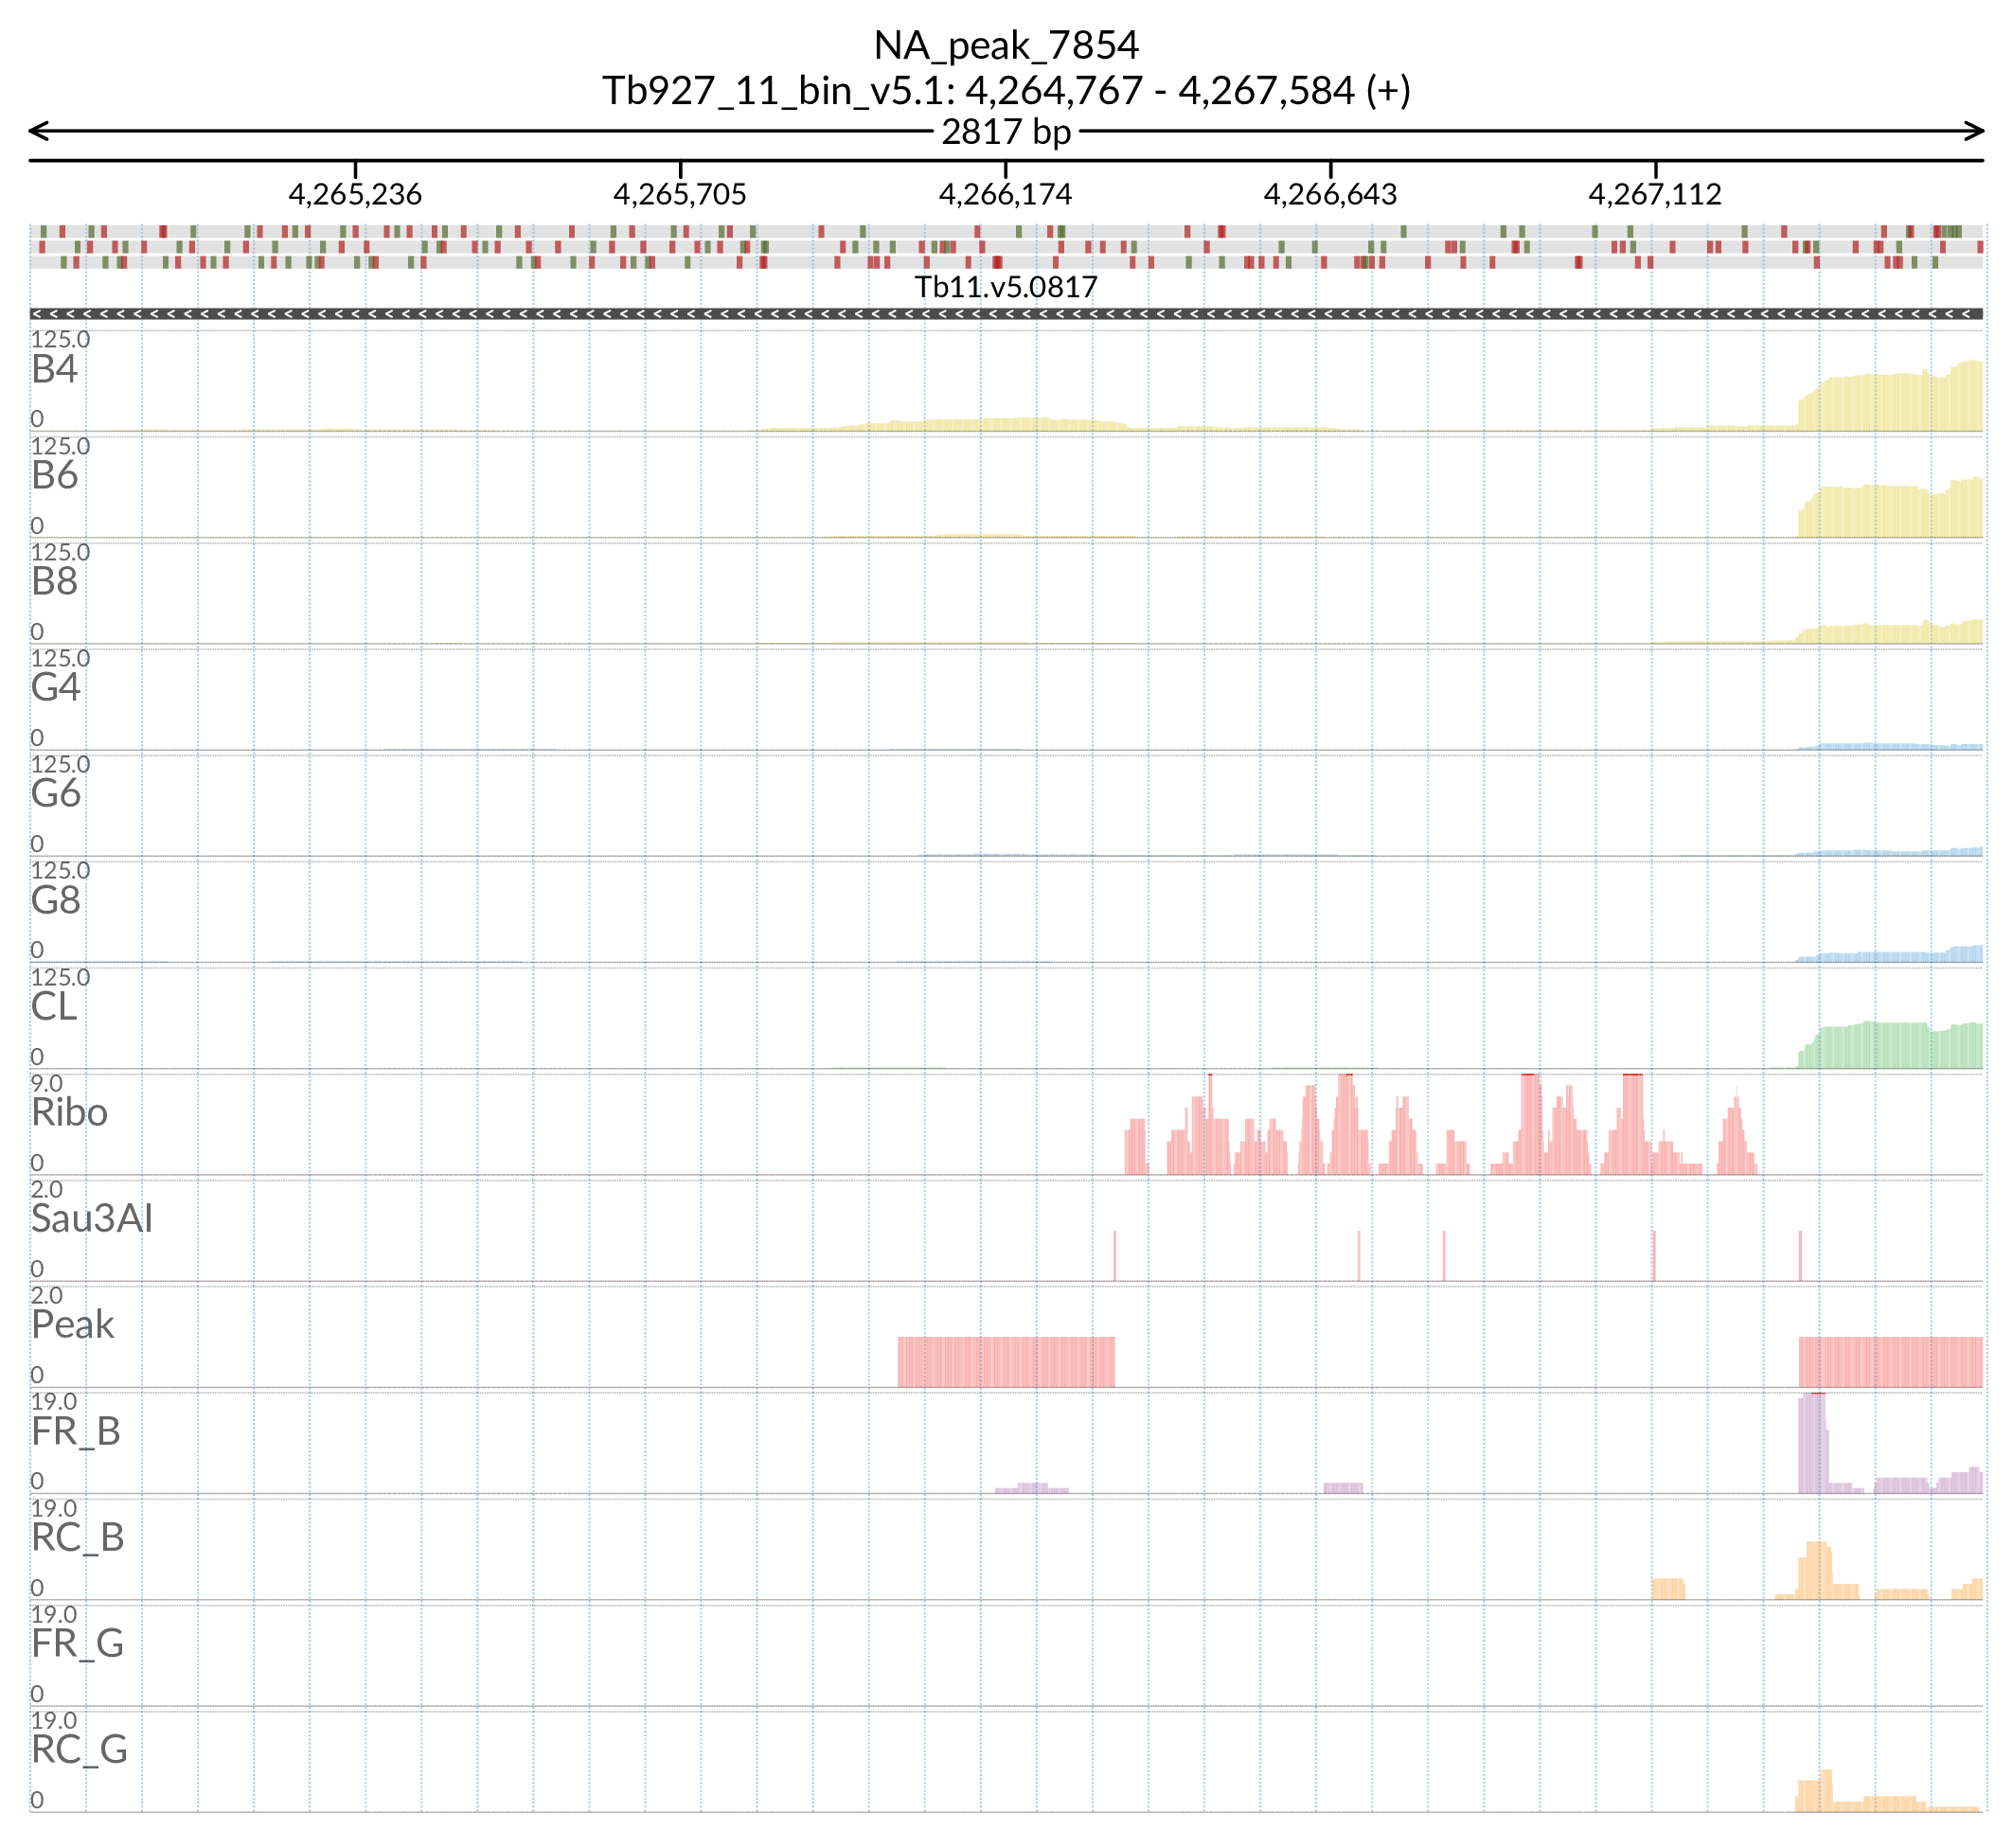 NA_peak_7854
Tb927_11_bin_v5.1: 4,264,767 - 4,267,584 (+)
2817 bp
4,265,236 4,265,705 4,266,174 4,266,643 4,267,112
Tb11.v5.0817
125.0
B4
0
125.0
B6
0
125.0
B8
0
125.0
G4
0
125.0
G6
0
125.0
G8
0
125.0
CL
0
9.0
Ribo
0
2.0
Sau3AI
0
2.0
Peak
0
19.0
FR_B
0
19.0
RC_B
0
19.0
FR_G
0
19.0
RC_G
0